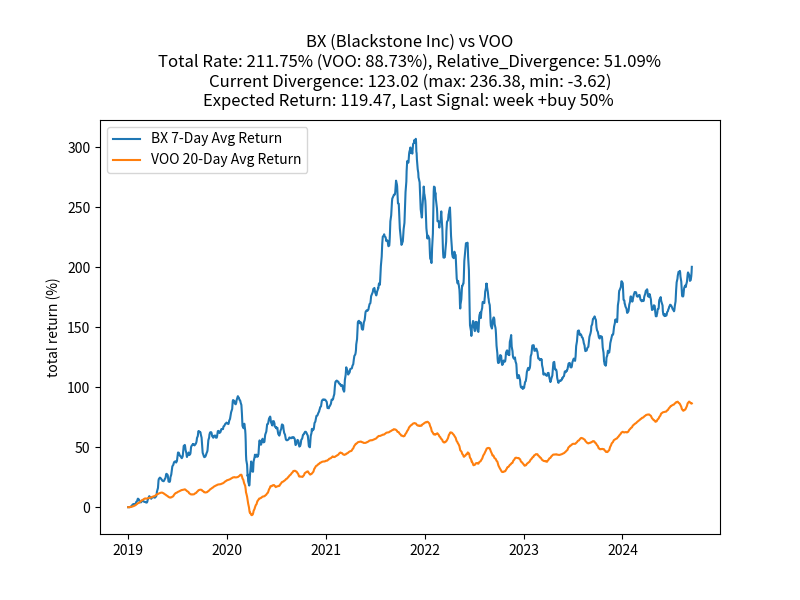 BX (Blackstone Inc) vs VOO
Total Rate: 211.75% (VOO: 88.73%), Relative_Divergence: 51.09%
Current Divergence: 123.02 (max: 236.38, min: -3.62)
Expected Return: 119.47, Last Signal: week +buy 50%
BX 7-Day Avg Return
VOO 20-Day Avg Return
total return (%)
300
250
200
150
100
50
0
2019 2020 2021 2022 2023 2024